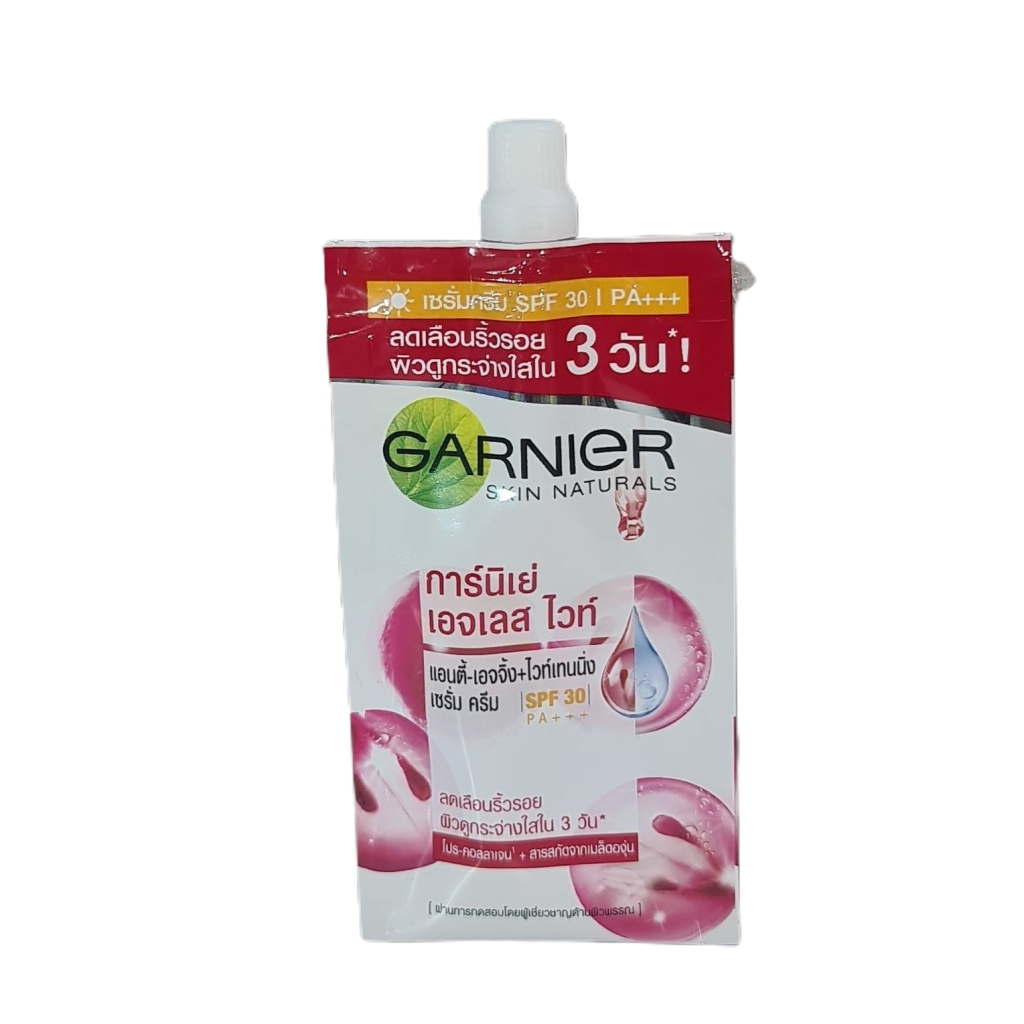 เซรั่มครีม SPF 30 | PA+++
ลดเลือนริ้วรอย
ผิวดูกระจ่างใสใน 3 วัน*!
GARNIER
SKIN NATURALS
การ์นิเย่
เอจเลส ไวท์
แอนตี้-เอจจิ้ง+ไวท์เทนนิ่ง
เซรั่ม ครีม |SPF 30|
PA+++
ลดเลือนริ้วรอย
ผิวดูกระจ่างใสใน 3 วัน*
โปร-คอลลาเจน¹ + สารสกัดจากเมล็ดองุ่น
[ ผ่านการทดสอบโดยผู้เชี่ยวชาญด้านผิวพรรณ ]